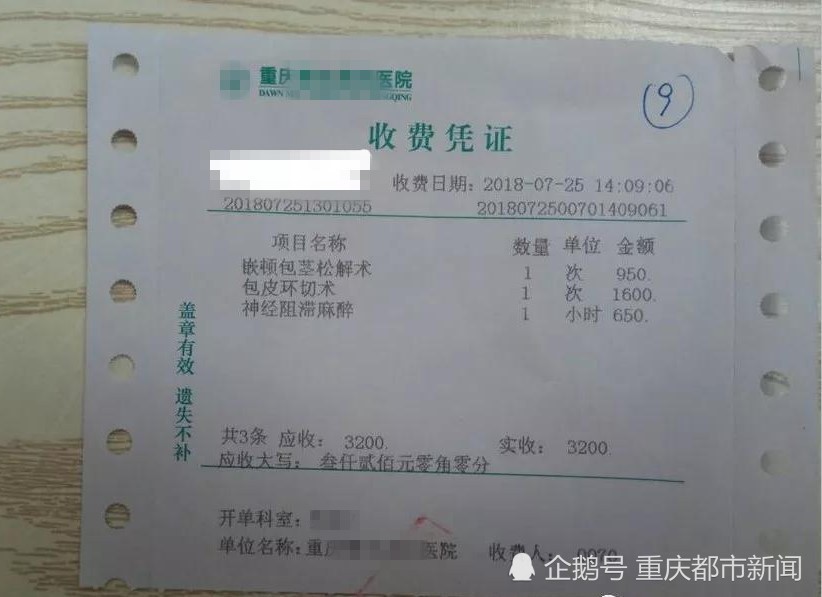 重庆 医院
DAWN QING
9
收费凭证
收费日期: 2018-07-25 14:09:06
201807251301055 2018072500701409061
项目名称 数量 单位 金额
嵌顿包茎松解术 1 次 950.
包皮环切术 1 次 1600.
神经阻滞麻醉 1 小时 650.
盖章有效 遗失不补
共3条 应收: 3200. 实收: 3200.
应收大写: 叁仟贰佰元零角零分
开单科室:
单位名称: 重庆 医院 收费人: 0070
企鹅号 重庆都市新闻